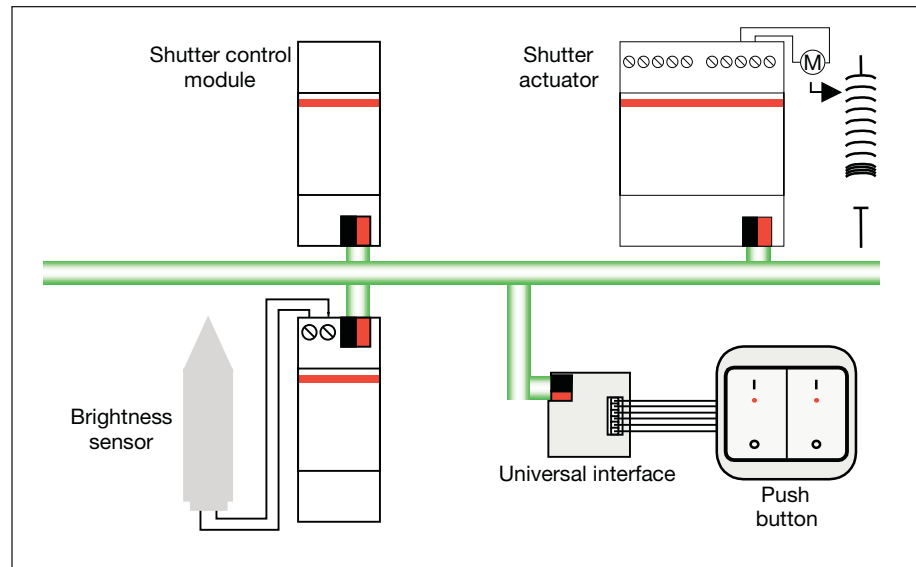 Shutter control
module
Shutter
actuator
M
Brightness
sensor
Universal interface
I I
Push
button